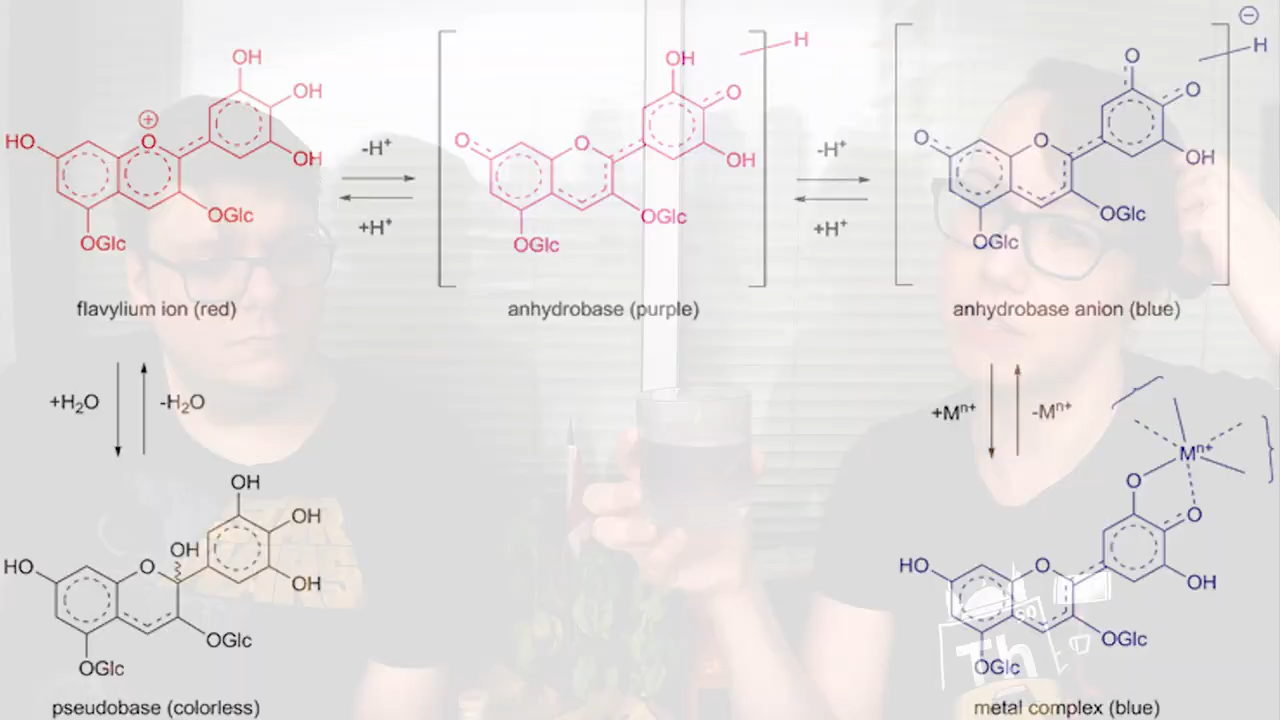 OH
OH
HO
O
⊕
OH
OGlc
OGlc
flavylium ion (red)
-H⁺
+H⁺
H
OH
O
O
O
OH
OGlc
OGlc
anhydrobase (purple)
-H⁺
+H⁺
⊖
H
O
O
O
O
OH
OGlc
OGlc
anhydrobase anion (blue)
+H₂O
-H₂O
+Mⁿ⁺
-Mⁿ⁺
OH
OH
OH
HO
O
OH
OGlc
OGlc
pseudobase (colorless)
Mⁿ⁺
O
O
HO
O
OH
OGlc
OGlc
metal complex (blue)
90
Th